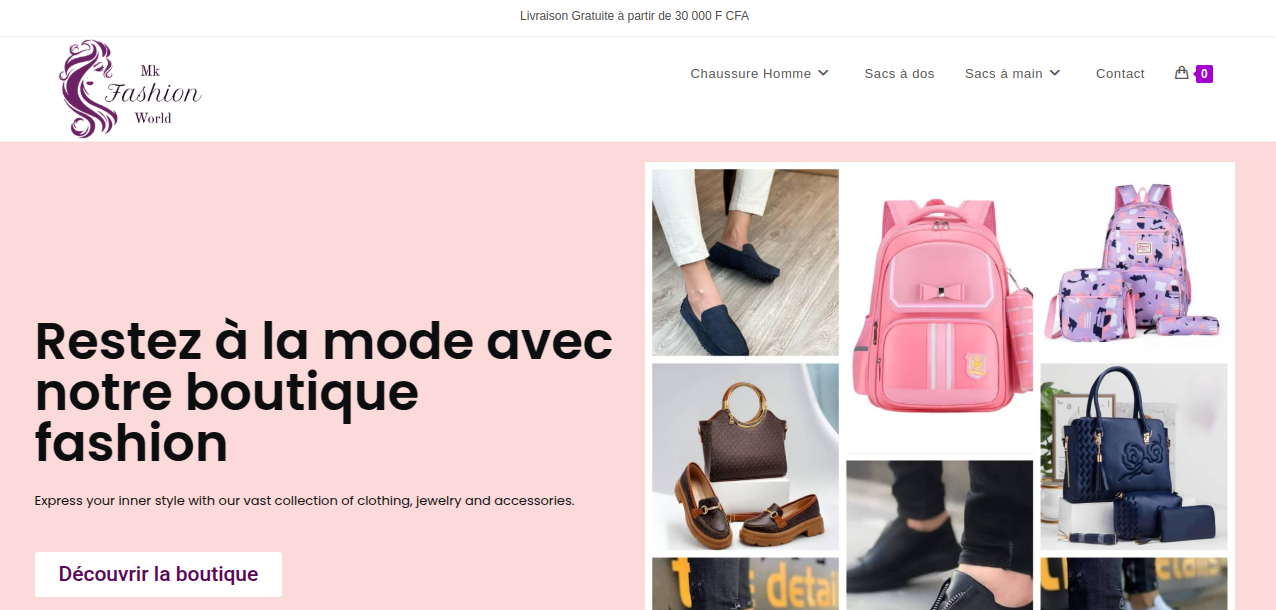 Livraison Gratuite à partir de 30 000 F CFA
Mk
Fashion
World
Chaussure Homme
Sacs à dos
Sacs à main
Contact
0
Restez à la mode avec
notre boutique
fashion
Express your inner style with our vast collection of clothing, jewelry and accessories.
Découvrir la boutique